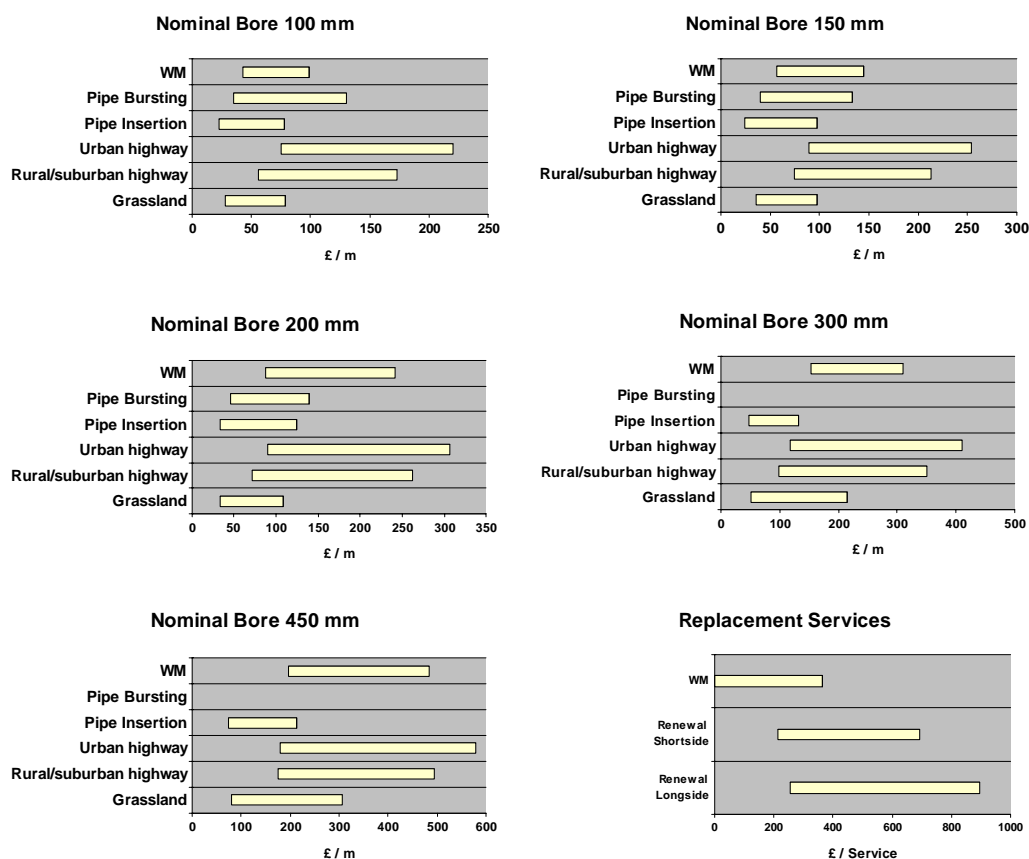 Nominal Bore 100 mm
WM
Pipe Bursting
Pipe Insertion
Urban highway
Rural/suburban highway
Grassland
0 50 100 150 200 250
£ / m
Nominal Bore 150 mm
WM
Pipe Bursting
Pipe Insertion
Urban highway
Rural/suburban highway
Grassland
0 50 100 150 200 250 300
£ / m
Nominal Bore 200 mm
WM
Pipe Bursting
Pipe Insertion
Urban highway
Rural/suburban highway
Grassland
0 50 100 150 200 250 300 350
£ / m
Nominal Bore 300 mm
WM
Pipe Bursting
Pipe Insertion
Urban highway
Rural/suburban highway
Grassland
0 100 200 300 400 500
£ / m
Nominal Bore 450 mm
WM
Pipe Bursting
Pipe Insertion
Urban highway
Rural/suburban highway
Grassland
0 100 200 300 400 500 600
£ / m
Replacement Services
WM
Renewal
Shortside
Renewal
Longside
0 200 400 600 800 1000
£ / Service